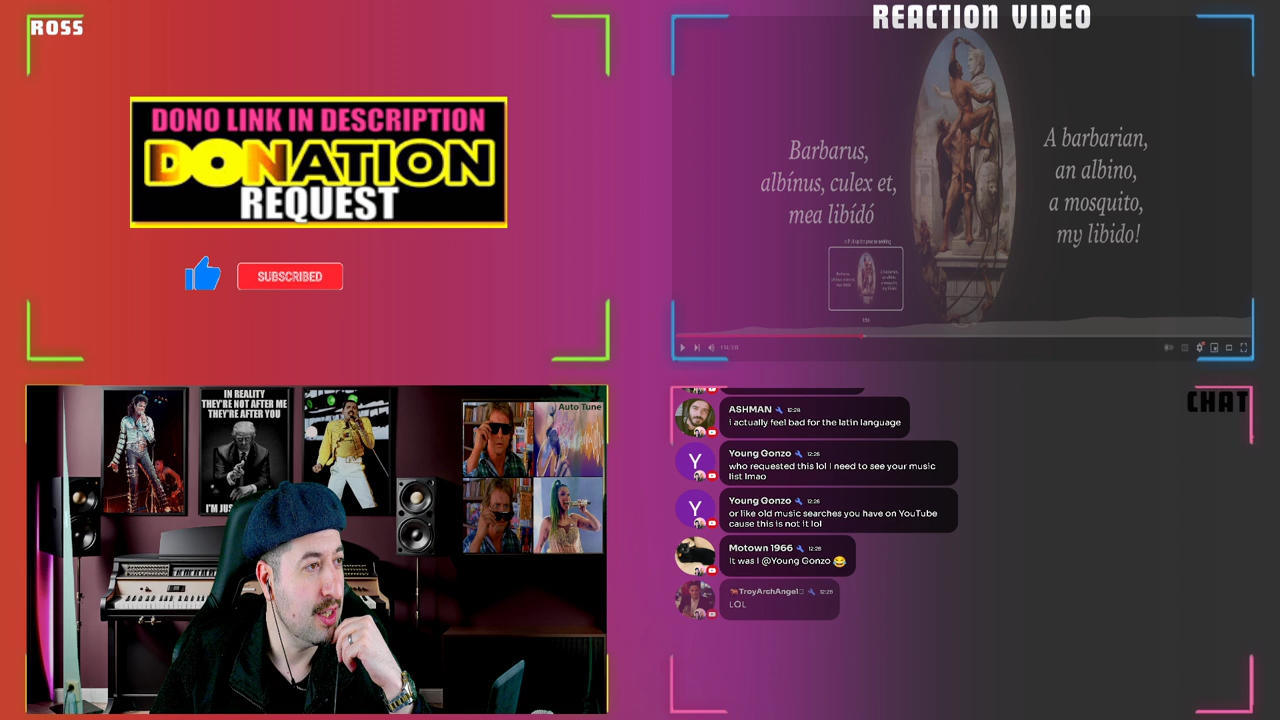 ROSS
DONO LINK IN DESCRIPTION
DONATION
REQUEST
SUBSCRIBED
REACTION VIDEO
Barbarus,
albínus, culex et,
mea libídó
A barbarian,
an albino,
a mosquito,
my libido!
IN REALITY
THEY'RE NOT AFTER ME
THEY'RE AFTER YOU
I'M JUS
Auto Tune
CHAT
ASHMAN 12:26
i actually feel bad for the latin language
Young Gonzo 12:26
who requested this lol I need to see your music
list lmao
Young Gonzo 12:26
or like old music searches you have on YouTube
cause this is not it lol
Motown 1966 12:26
It was I @Young Gonzo 😂
TroyArchAngel 12:26
LOL